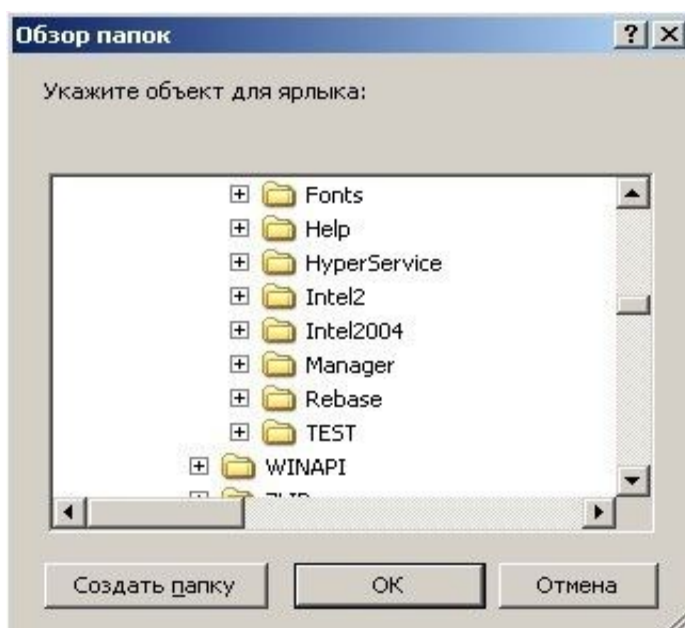 Обзор папок
Укажите объект для ярлыка:
Fonts
Help
HyperService
Intel2
Intel2004
Manager
Rebase
TEST
WINAPI
Создать папку
OK
Отмена